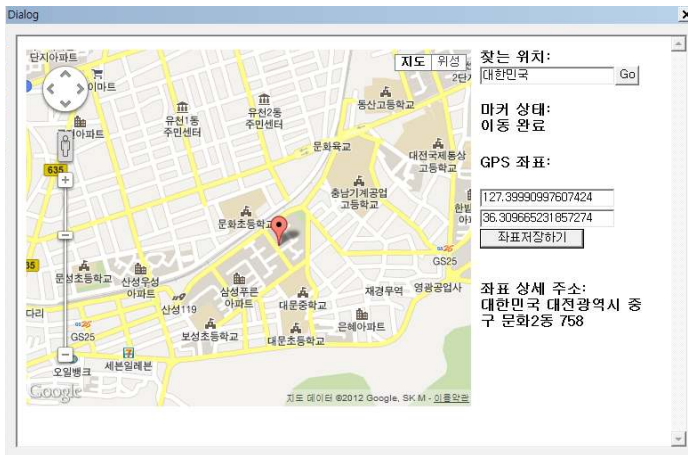 Dialog
단지아파트
이마트
지도
위성
찾는 위치:
대한민국
Go
동산고등학교
유천1동
주민센터
유천2동
주민센터
마커 상태:
이동 완료
문화육교
대전국제통상
고등학교
GPS 좌표:
635
충남기계공업
고등학교
127.39990997607424
문화초등학교
36.309665231857274
좌표저장하기
GS25
문성초등학교
산성우성
아파트
삼성푸른
아파트
재경무역
영광공업사
좌표 상세 주소:
대한민국 대전광역시 중
구 문화2동 758
산성119
대문중학교
다리
GS25
보성초등학교
은혜아파트
대문초등학교
세븐일레븐
오일뱅크
Google
지도 데이터 ©2012 Google, SK M - 이용약관